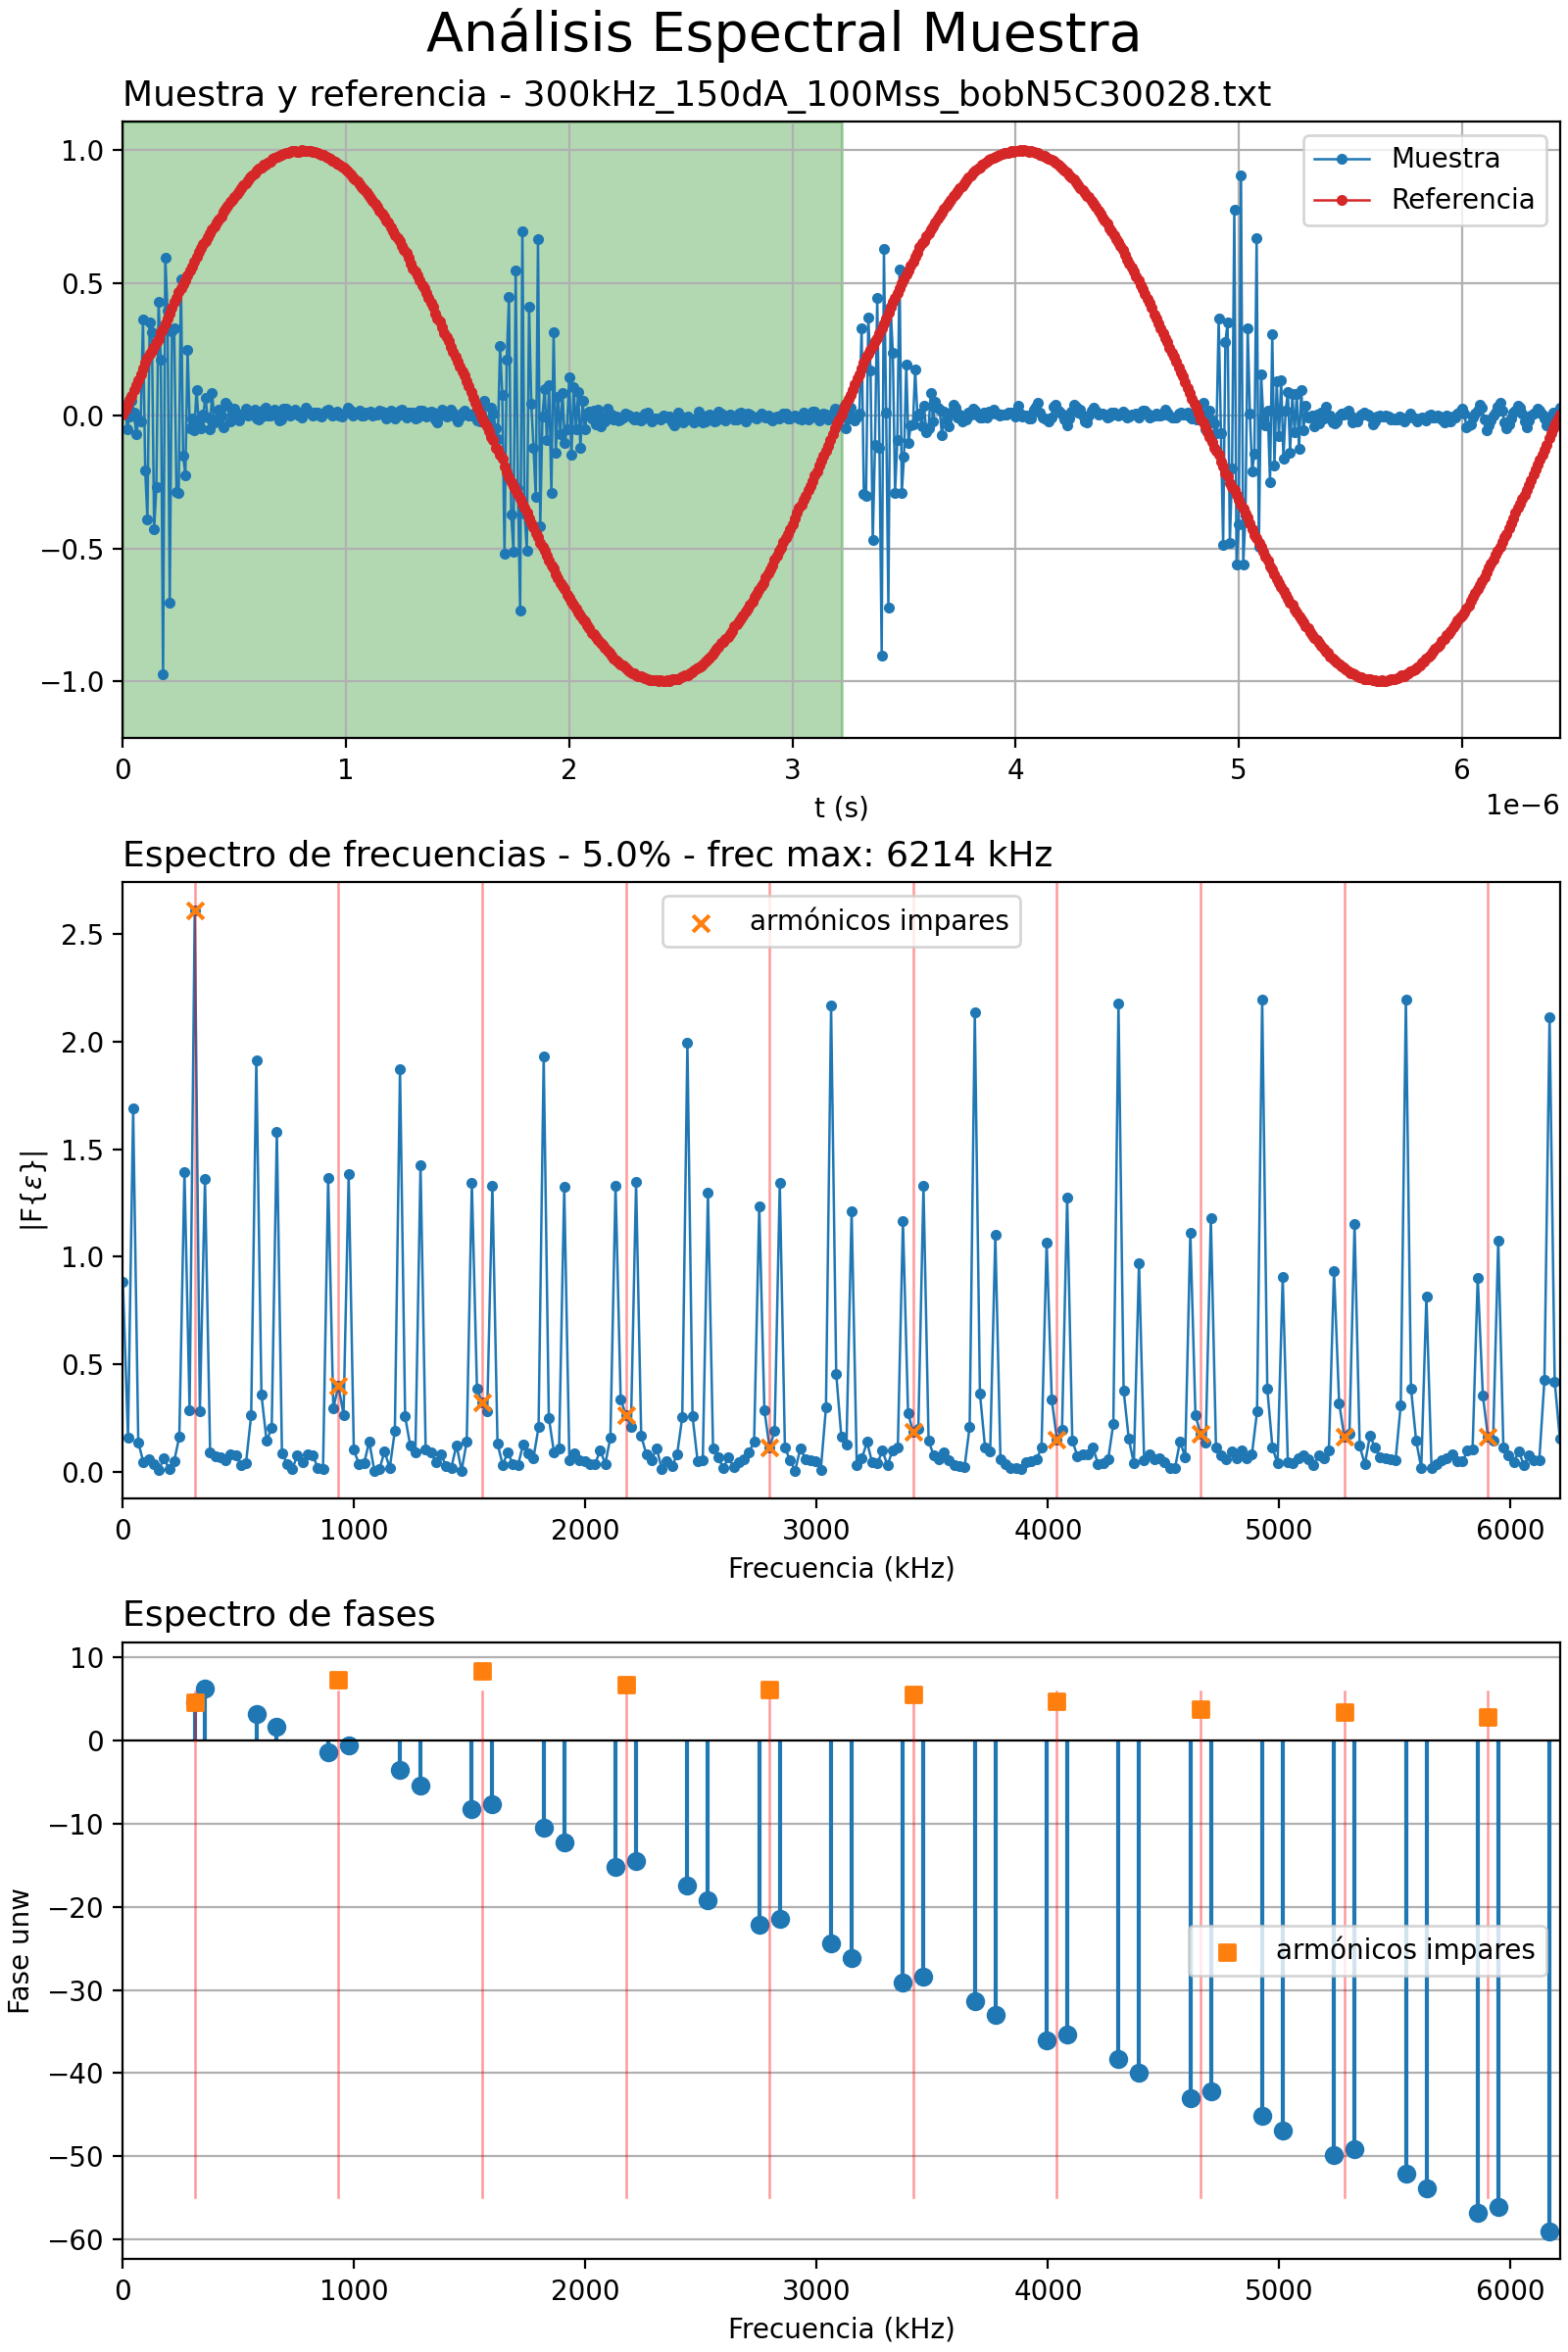 Análisis Espectral Muestra
Muestra y referencia - 300kHz_150dA_100Mss_bobN5C30028.txt
1.0
0.5
0.0
−0.5
−1.0
Muestra
Referencia
0 1 2 3 4 5 6
t (s)
1e−6
Espectro de frecuencias - 5.0% - frec max: 6214 kHz
|F{ε}|
2.5
2.0
1.5
1.0
0.5
0.0
armónicos impares
0 1000 2000 3000 4000 5000 6000
Frecuencia (kHz)
Espectro de fases
Fase unw
10
0
−10
−20
−30
−40
−50
−60
armónicos impares
0 1000 2000 3000 4000 5000 6000
Frecuencia (kHz)